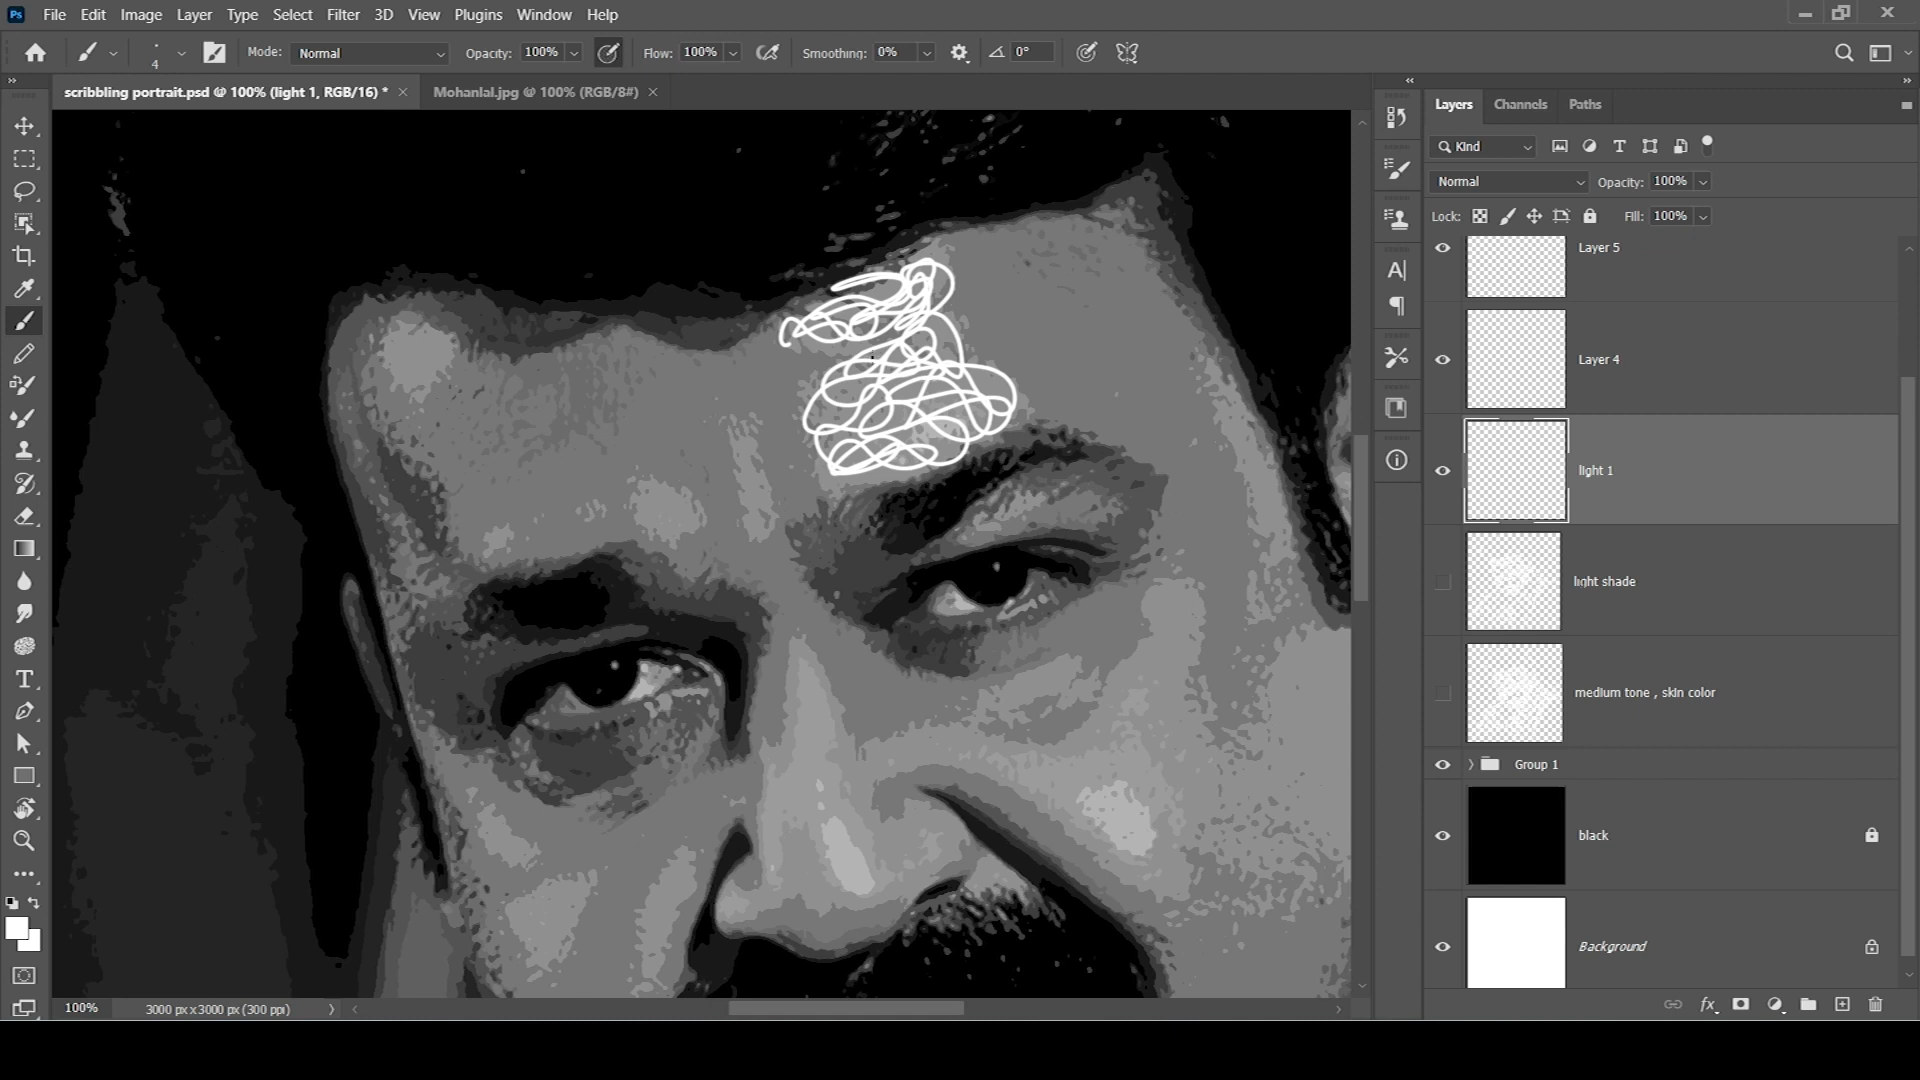 Ps File Edit Image Layer Type Select Filter 3D View Plugins Window Help
4 Mode: Normal Opacity: 100% Flow: 100% Smoothing: 0% 0°
scribbling portrait.psd @ 100% (light 1, RGB/16) * × Mohanlal.jpg @ 100% (RGB/8#) ×
Layers Channels Paths
Kind
Normal Opacity: 100%
Lock: Fill: 100%
Layer 5
Layer 4
light 1
light shade
medium tone , skin color
Group 1
black
Background
100% 3000 px x 3000 px (300 ppi)